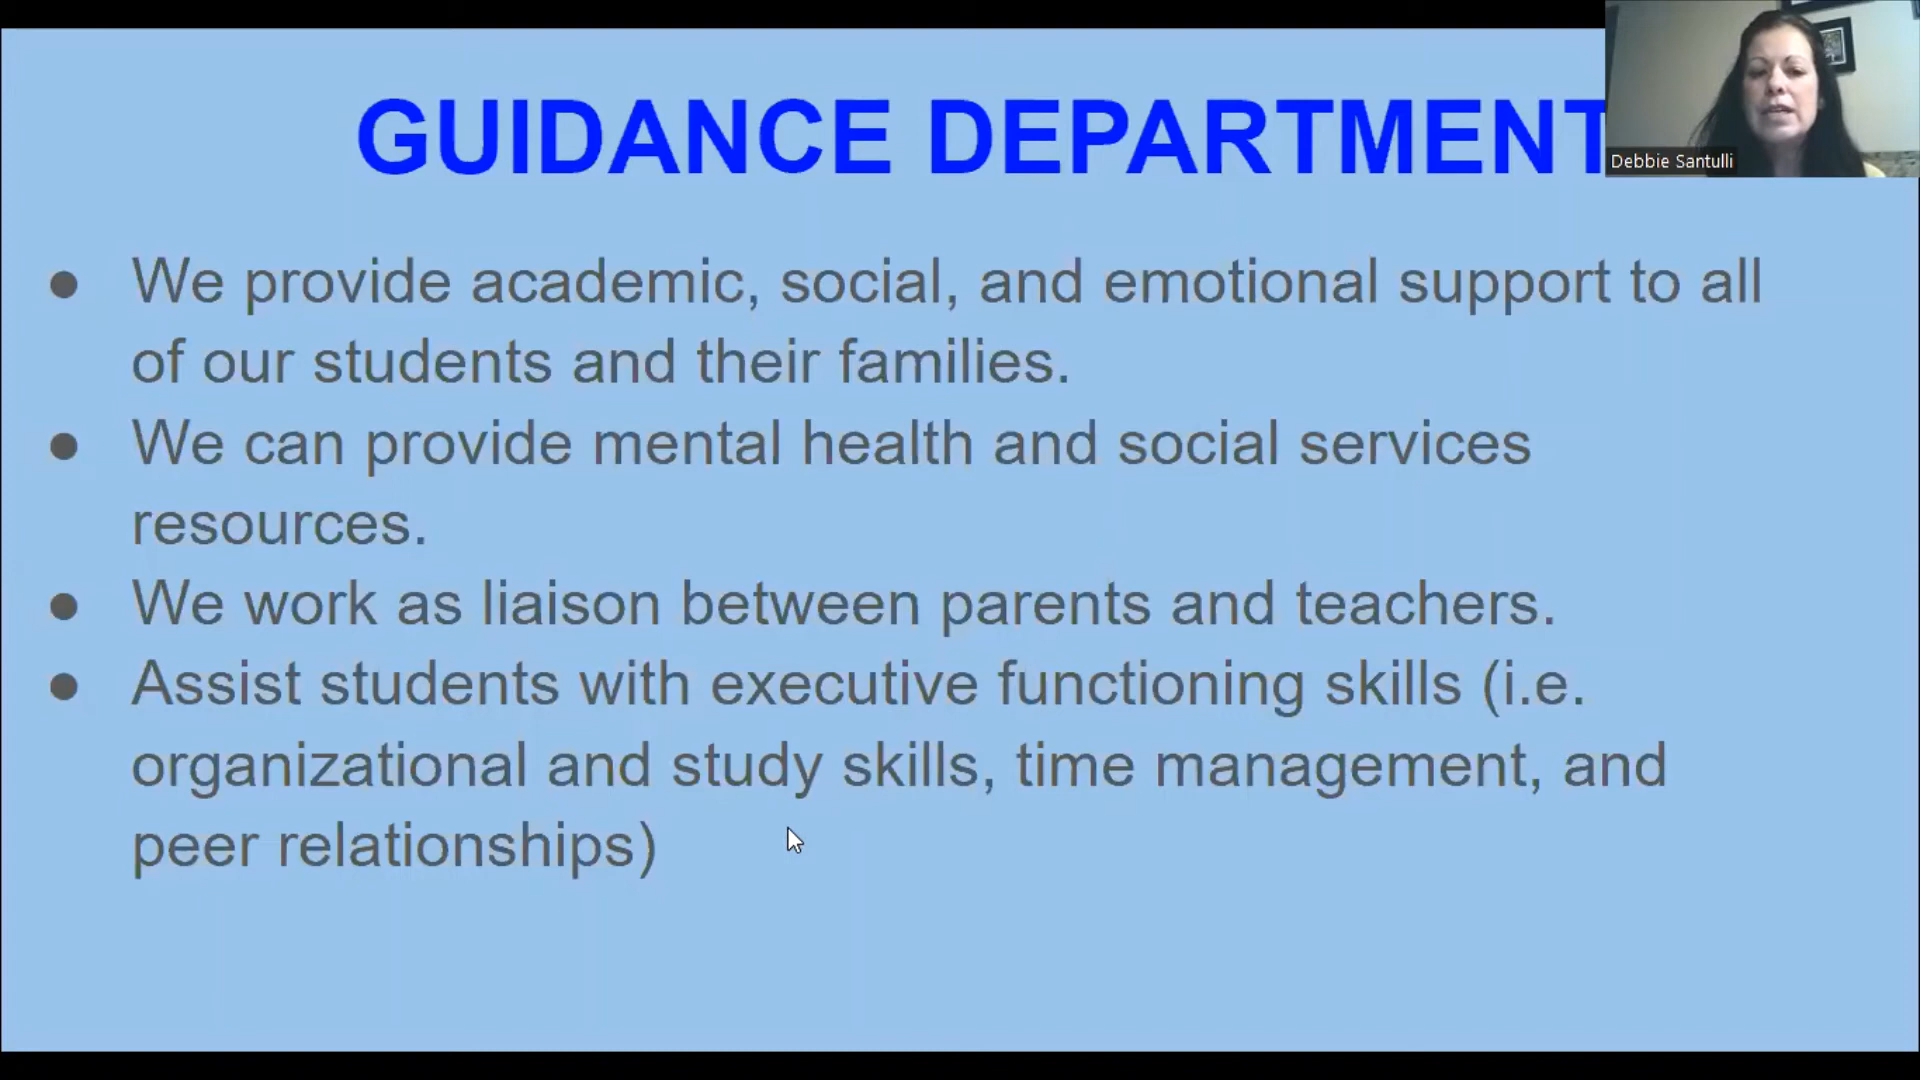 GUIDANCE DEPARTMENT
Debbie Santulli
● We provide academic, social, and emotional support to all
of our students and their families.
● We can provide mental health and social services
resources.
● We work as liaison between parents and teachers.
● Assist students with executive functioning skills (i.e.
organizational and study skills, time management, and
peer relationships)